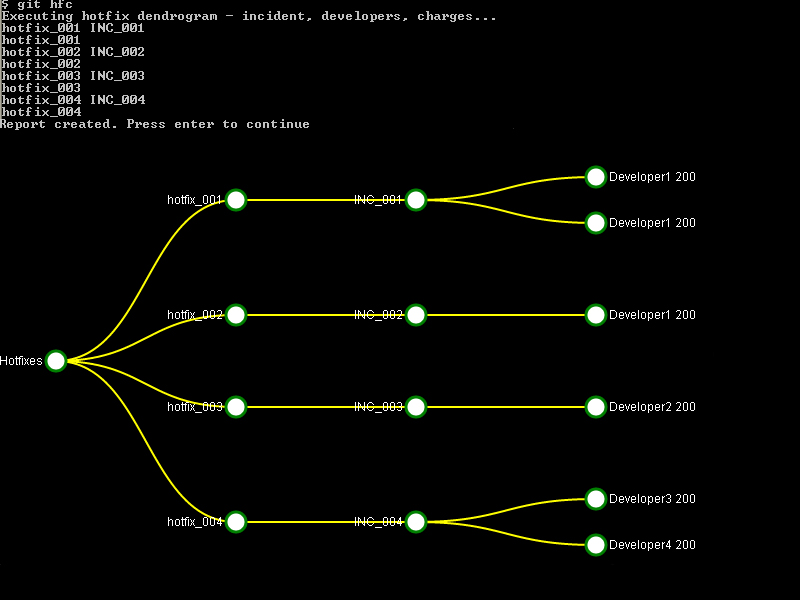 $ git hfc
Executing hotfix dendrogram - incident, developers, charges...
hotfix_001 INC_001
hotfix_001
hotfix_002 INC_002
hotfix_002
hotfix_003 INC_003
hotfix_003
hotfix_004 INC_004
hotfix_004
Report created. Press enter to continue
Developer1 200
hotfix_001 INC_001
Developer1 200
hotfix_002 INC_002 Developer1 200
Hotfixes
hotfix_003 INC_003 Developer2 200
Developer3 200
hotfix_004 INC_004
Developer4 200